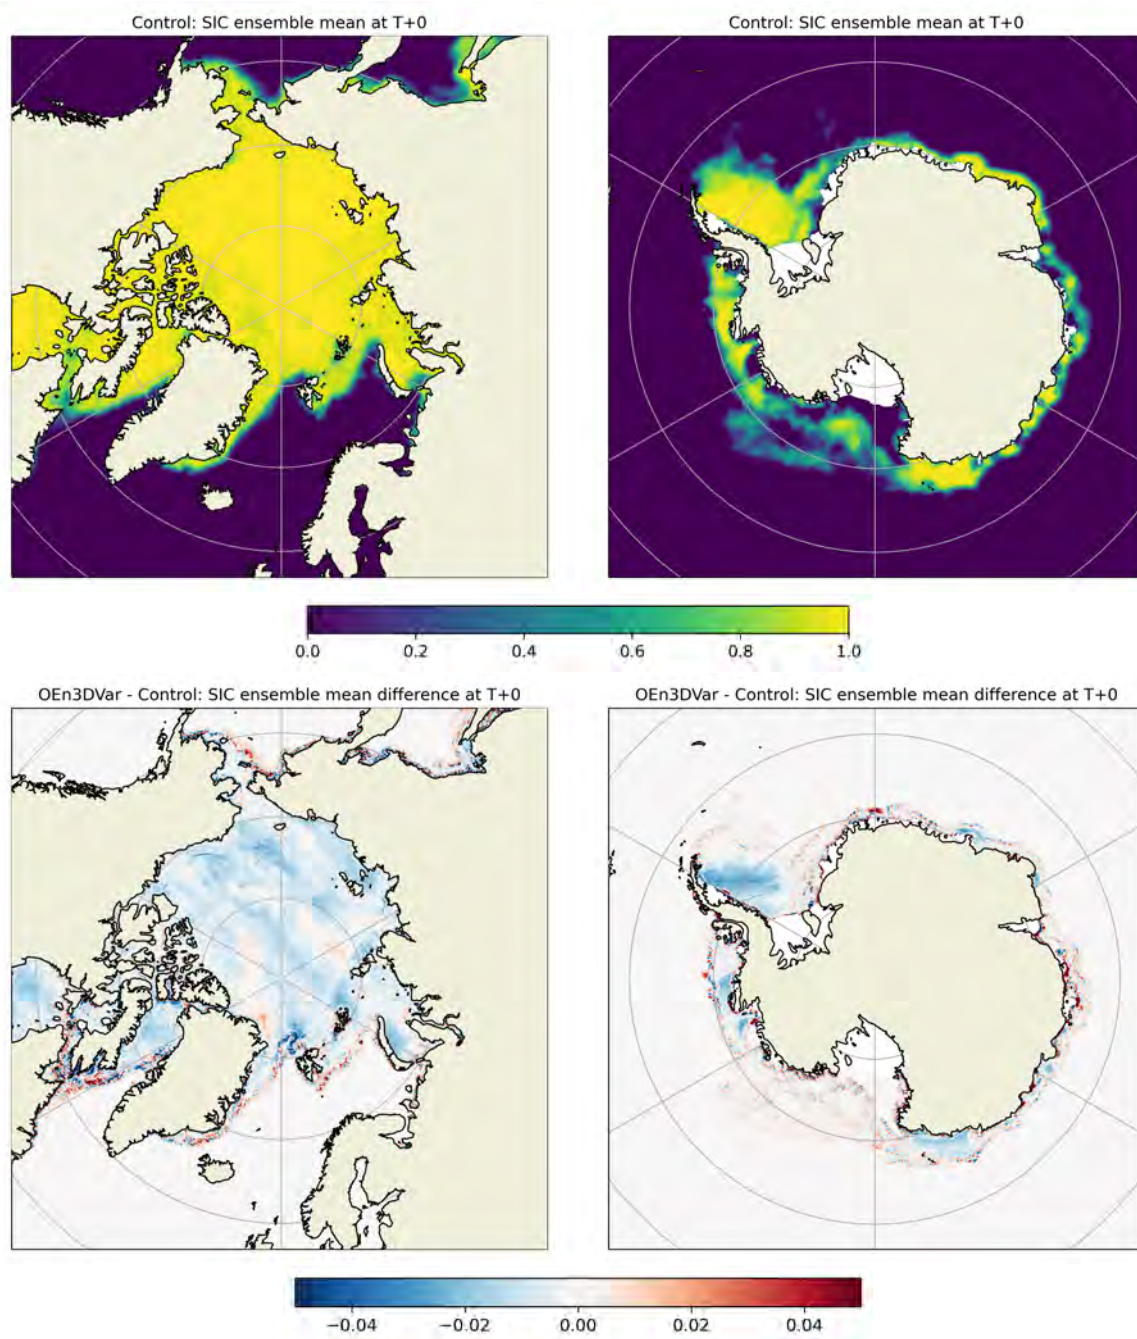 Control: SIC ensemble mean at T+0
Control: SIC ensemble mean at T+0
0.0 0.2 0.4 0.6 0.8 1.0
OEn3DVar - Control: SIC ensemble mean difference at T+0
OEn3DVar - Control: SIC ensemble mean difference at T+0
−0.04 −0.02 0.00 0.02 0.04